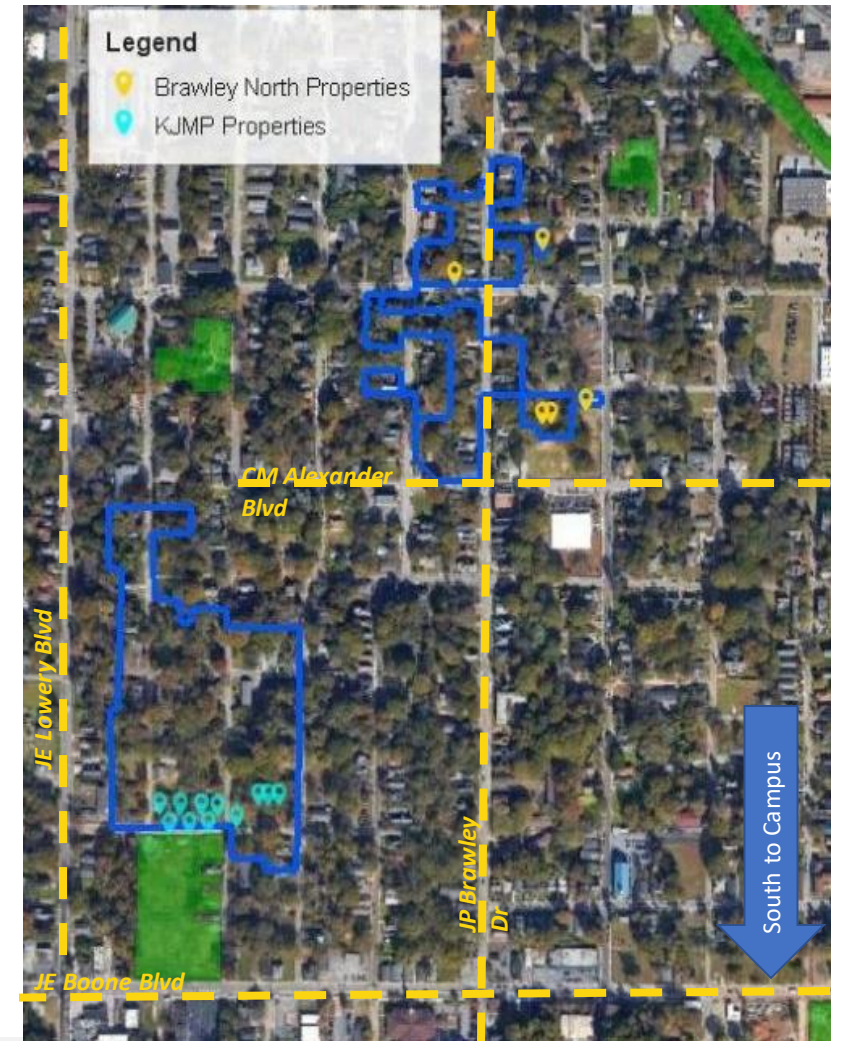 Legend
Brawley North Properties
KJMP Properties
CM Alexander
Blvd
JE Lowery Blvd
South to Campus
JP Brawley
Dr
JE Boone Blvd